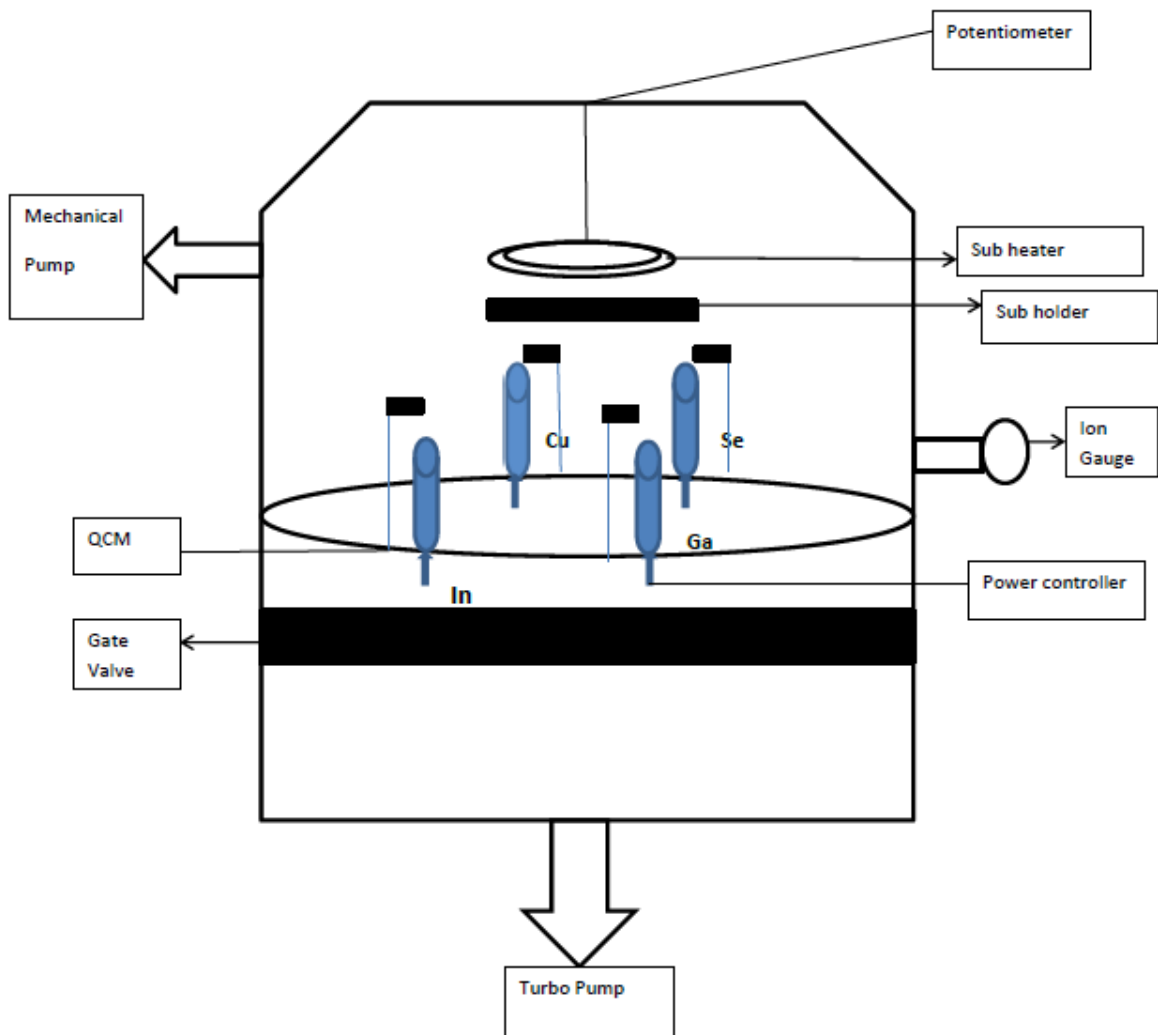 Potentiometer
Mechanical
Pump
Sub heater
Sub holder
Cu
Se
Ion
Gauge
QCM
Ga
Power controller
In
Gate
Valve
Turbo Pump